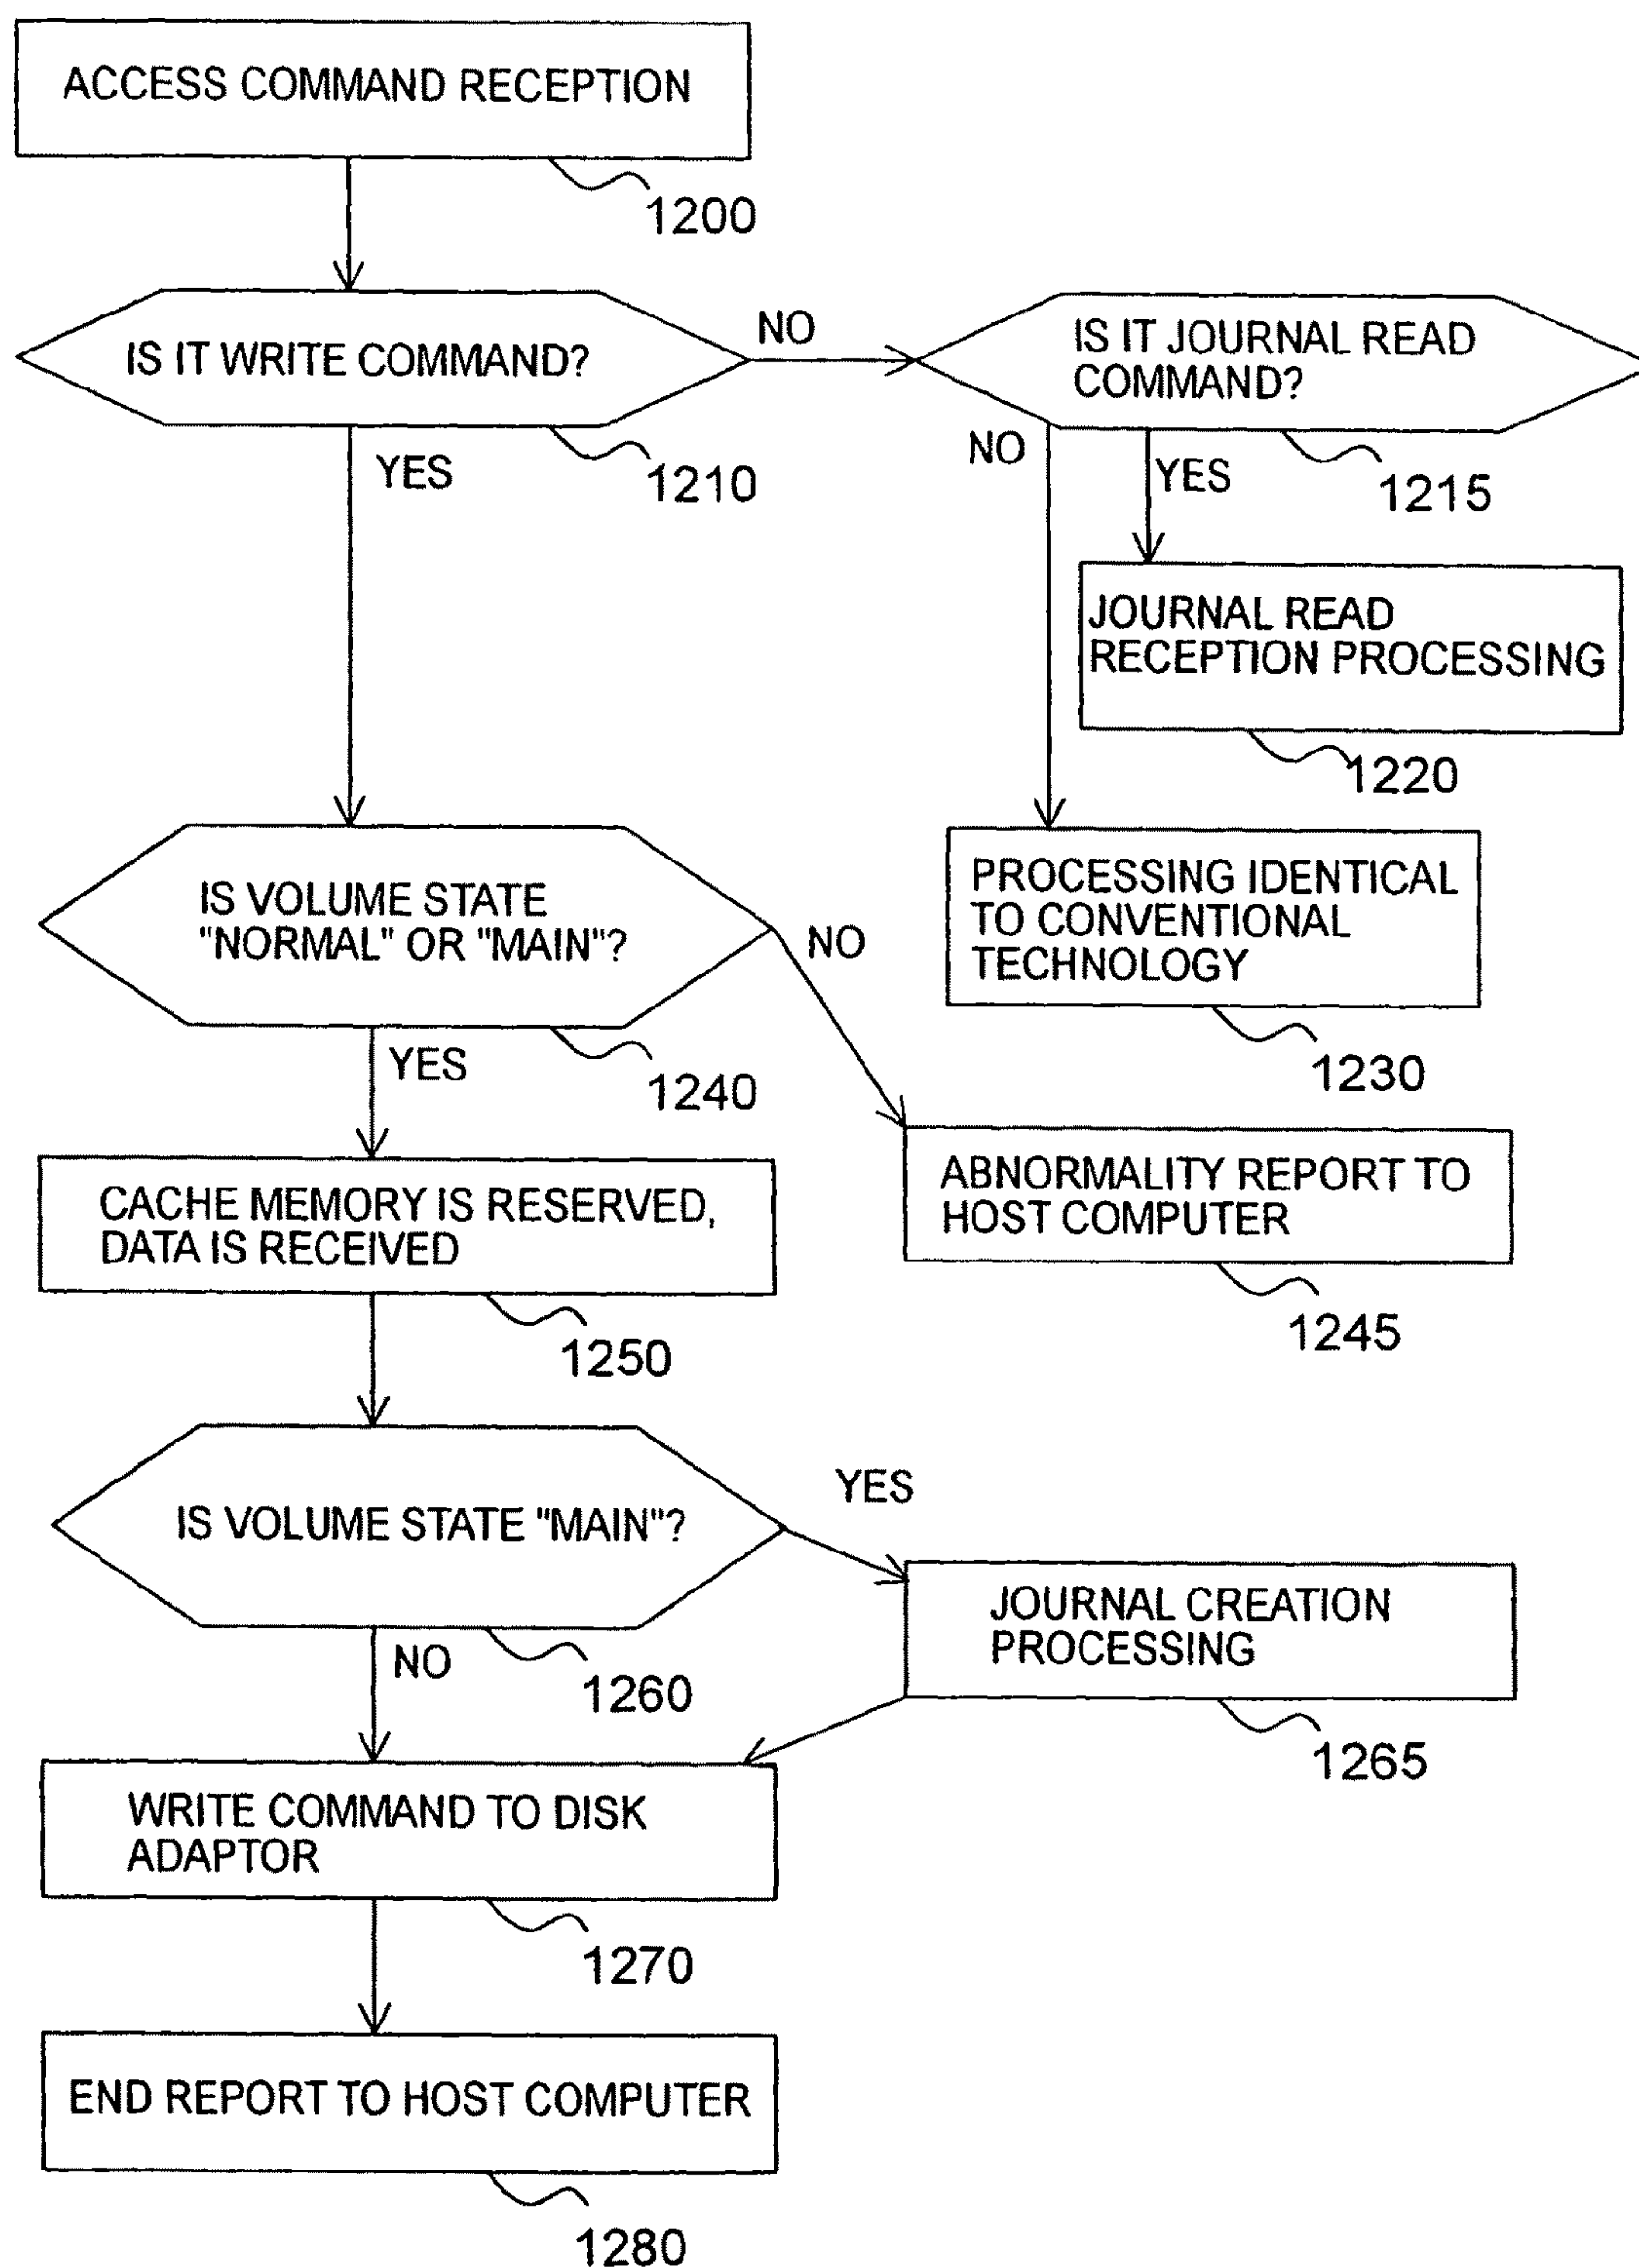 ACCESS COMMAND RECEPTION
1200
IS IT WRITE COMMAND?
NO
IS IT JOURNAL READ
COMMAND?
YES
1210
NO
YES
1215
JOURNAL READ
RECEPTION PROCESSING
1220
IS VOLUME STATE
"NORMAL" OR "MAIN"?
NO
PROCESSING IDENTICAL
TO CONVENTIONAL
TECHNOLOGY
YES
1240
1230
CACHE MEMORY IS RESERVED,
DATA IS RECEIVED
ABNORMALITY REPORT TO
HOST COMPUTER
1250
1245
IS VOLUME STATE "MAIN"?
YES
JOURNAL CREATION
PROCESSING
NO
1260
1265
WRITE COMMAND TO DISK
ADAPTOR
1270
END REPORT TO HOST COMPUTER
1280